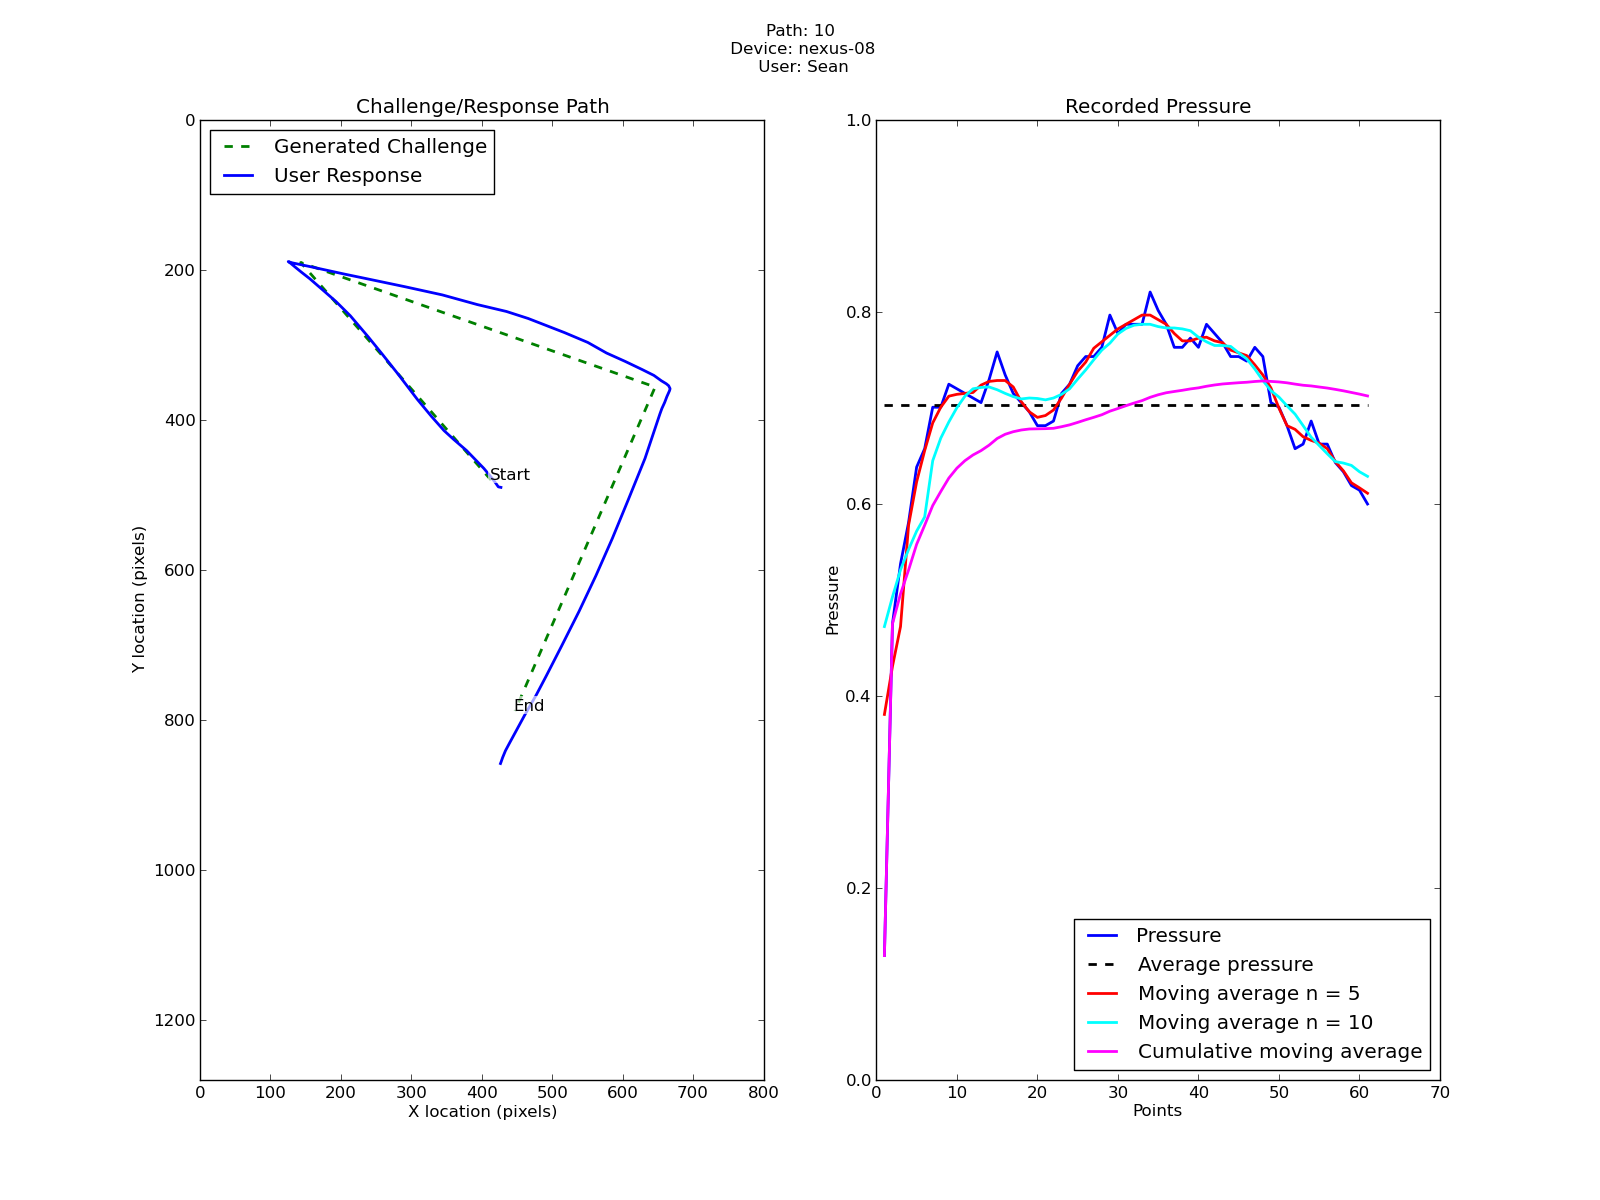 Path: 10
Device: nexus-08
User: Sean
Challenge/Response Path
Generated Challenge
User Response
Start
End
0
200
400
600
800
1000
1200
Y location (pixels)
0 100 200 300 400 500 600 700 800
X location (pixels)
Recorded Pressure
1.0
0.8
0.6
0.4
0.2
0.0
Pressure
Pressure
Average pressure
Moving average n = 5
Moving average n = 10
Cumulative moving average
0 10 20 30 40 50 60 70
Points